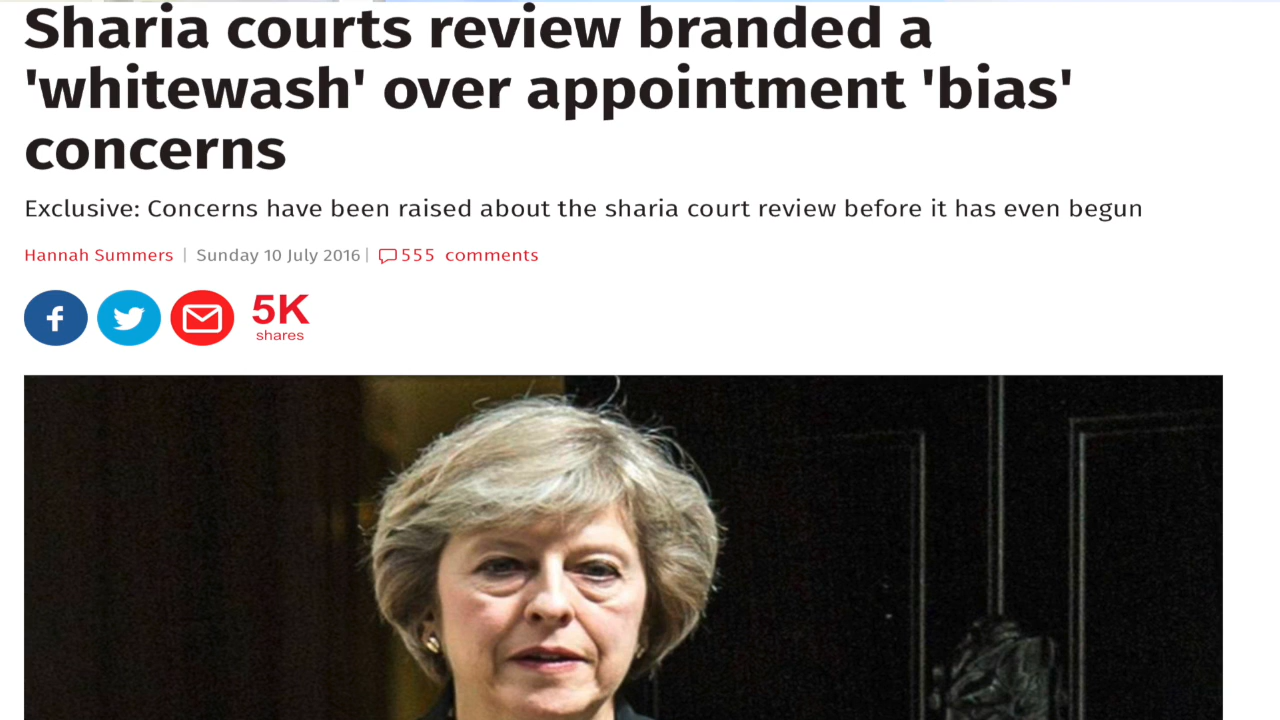 Sharia courts review branded a
'whitewash' over appointment 'bias'
concerns
Exclusive: Concerns have been raised about the sharia court review before it has even begun
Hannah Summers | Sunday 10 July 2016 | 555 comments
f
5K
shares